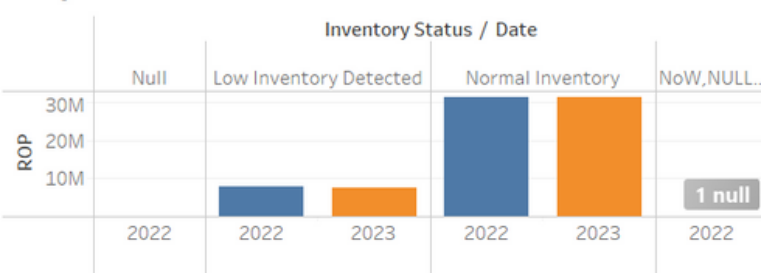 Inventory Status / Date
Null Low Inventory Detected Normal Inventory NoW,NULL..
30M
20M
10M
ROP
1 null
2022 2022 2023 2022 2023 2022